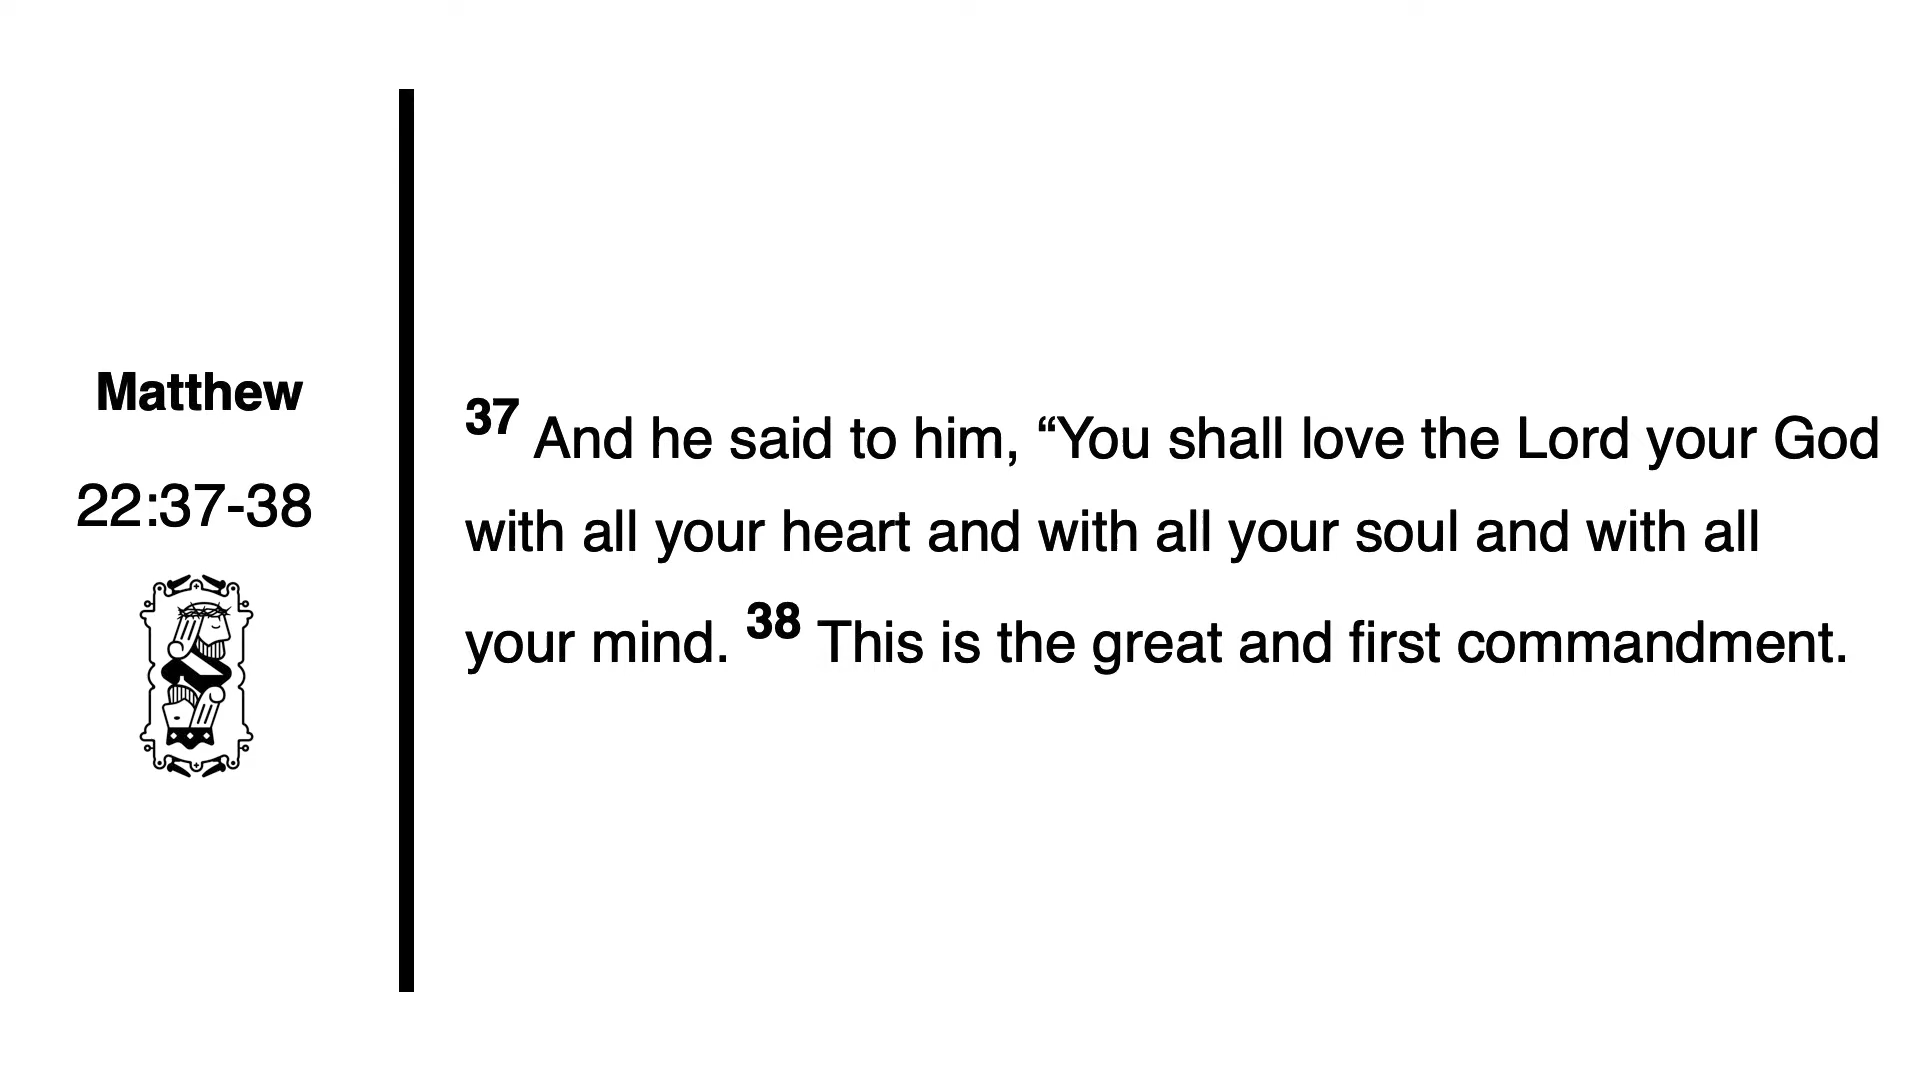 Matthew
22:37-38
37 And he said to him, “You shall love the Lord your God
with all your heart and with all your soul and with all
your mind. 38 This is the great and first commandment.